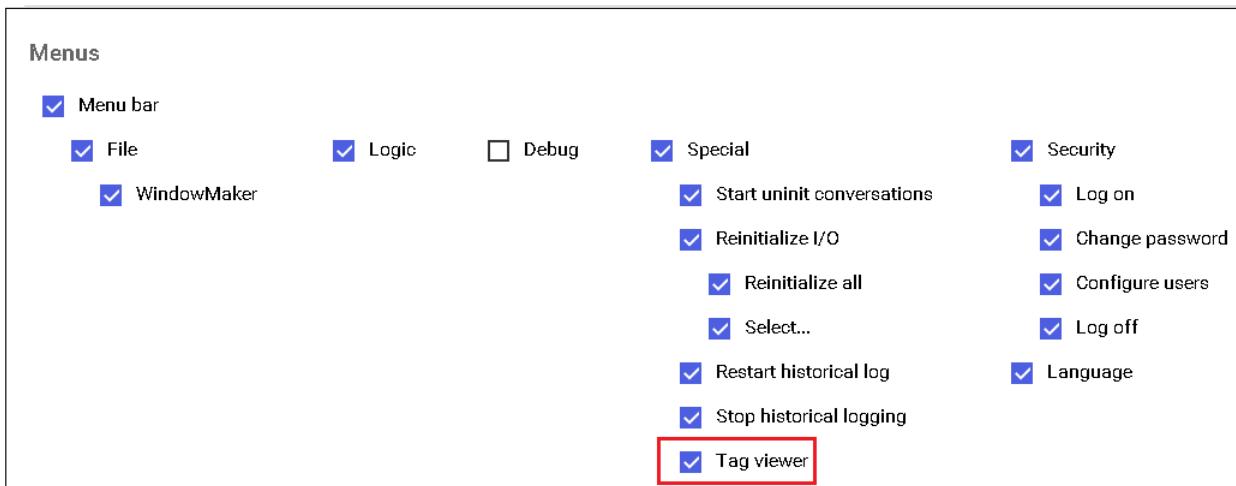 Menus
Menu bar
File Logic Debug Special Security
WindowMaker Start uninit conversations Log on
Reinitialize I/O Change password
Reinitialize all Configure users
Select... Log off
Restart historical log Language
Stop historical logging
Tag viewer